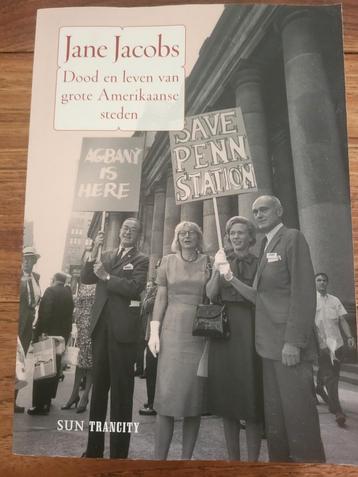 Jane Jacobs
Dood en leven van
grote Amerikaanse
steden
AGBANY
IS
HERE
SAVE
PENN
STATION
SUN TRANCITY